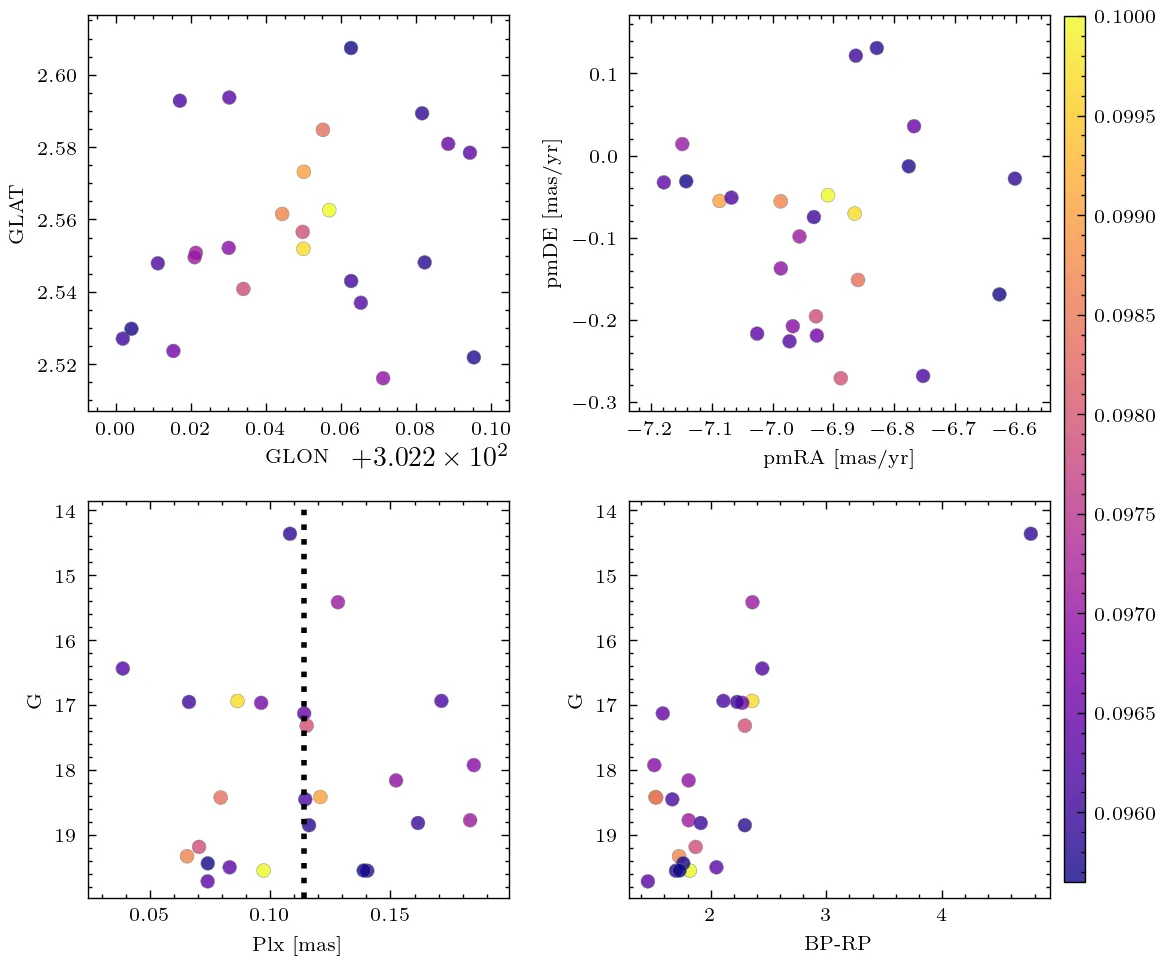 2.60
2.58
2.56
2.54
2.52
GLAT
0.00 0.02 0.04 0.06 0.08 0.10
GLON +3.022 × 10²
0.1
0.0
−0.1
−0.2
−0.3
pmDE [mas/yr]
−7.2 −7.1 −7.0 −6.9 −6.8 −6.7 −6.6
pmRA [mas/yr]
14
15
16
17
18
19
G
0.05 0.10 0.15
Plx [mas]
14
15
16
17
18
19
G
2 3 4
BP-RP
0.1000
0.0995
0.0990
0.0985
0.0980
0.0975
0.0970
0.0965
0.0960